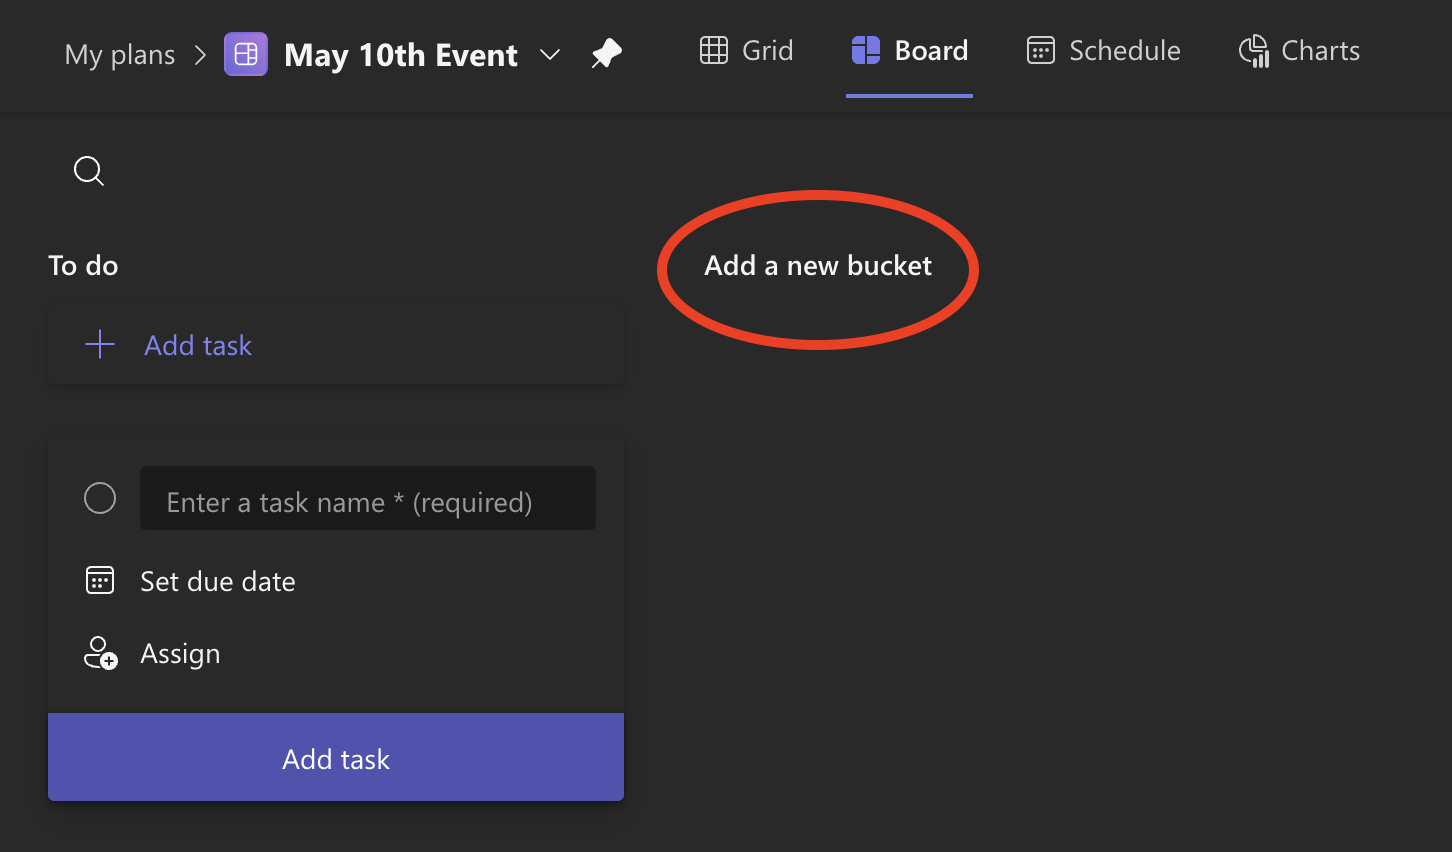 My plans > May 10th Event
Grid
Board
Schedule
Charts
To do
Add a new bucket
Add task
Enter a task name * (required)
Set due date
Assign
Add task